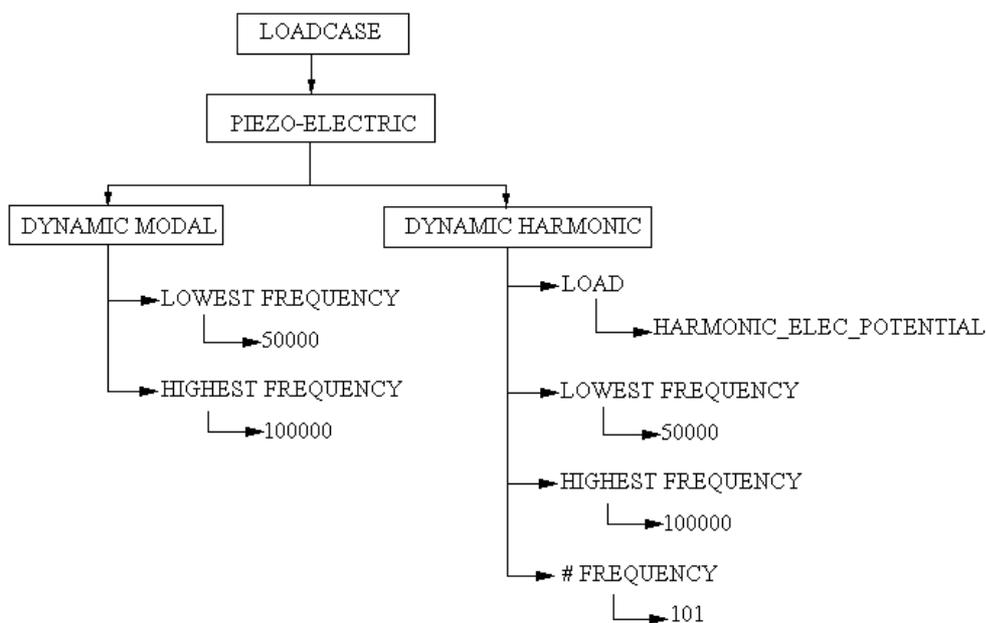 LOADCASE
PIEZO-ELECTRIC
DYNAMIC MODAL
LOWEST FREQUENCY
50000
HIGHEST FREQUENCY
100000
DYNAMIC HARMONIC
LOAD
HARMONIC_ELEC_POTENTIAL
LOWEST FREQUENCY
50000
HIGHEST FREQUENCY
100000
# FREQUENCY
101